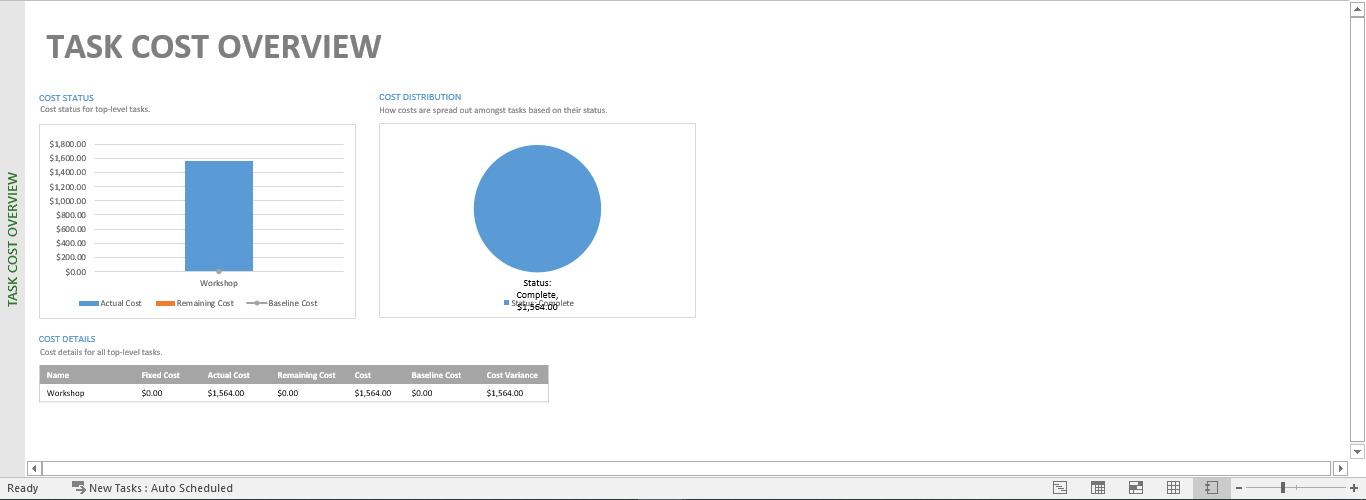 TASK COST OVERVIEW
TASK COST OVERVIEW
COST STATUS
Cost status for top-level tasks.
$1,800.00
$1,600.00
$1,400.00
$1,200.00
$1,000.00
$800.00
$600.00
$400.00
$200.00
$0.00
Workshop
Actual Cost Remaining Cost Baseline Cost
COST DISTRIBUTION
How costs are spread out amongst tasks based on their status.
Status:
Complete,
$1,564.00
Status: Complete
COST DETAILS
Cost details for all top-level tasks.
Name Fixed Cost Actual Cost Remaining Cost Cost Baseline Cost Cost Variance
Workshop $0.00 $1,564.00 $0.00 $1,564.00 $0.00 $1,564.00
Ready New Tasks : Auto Scheduled